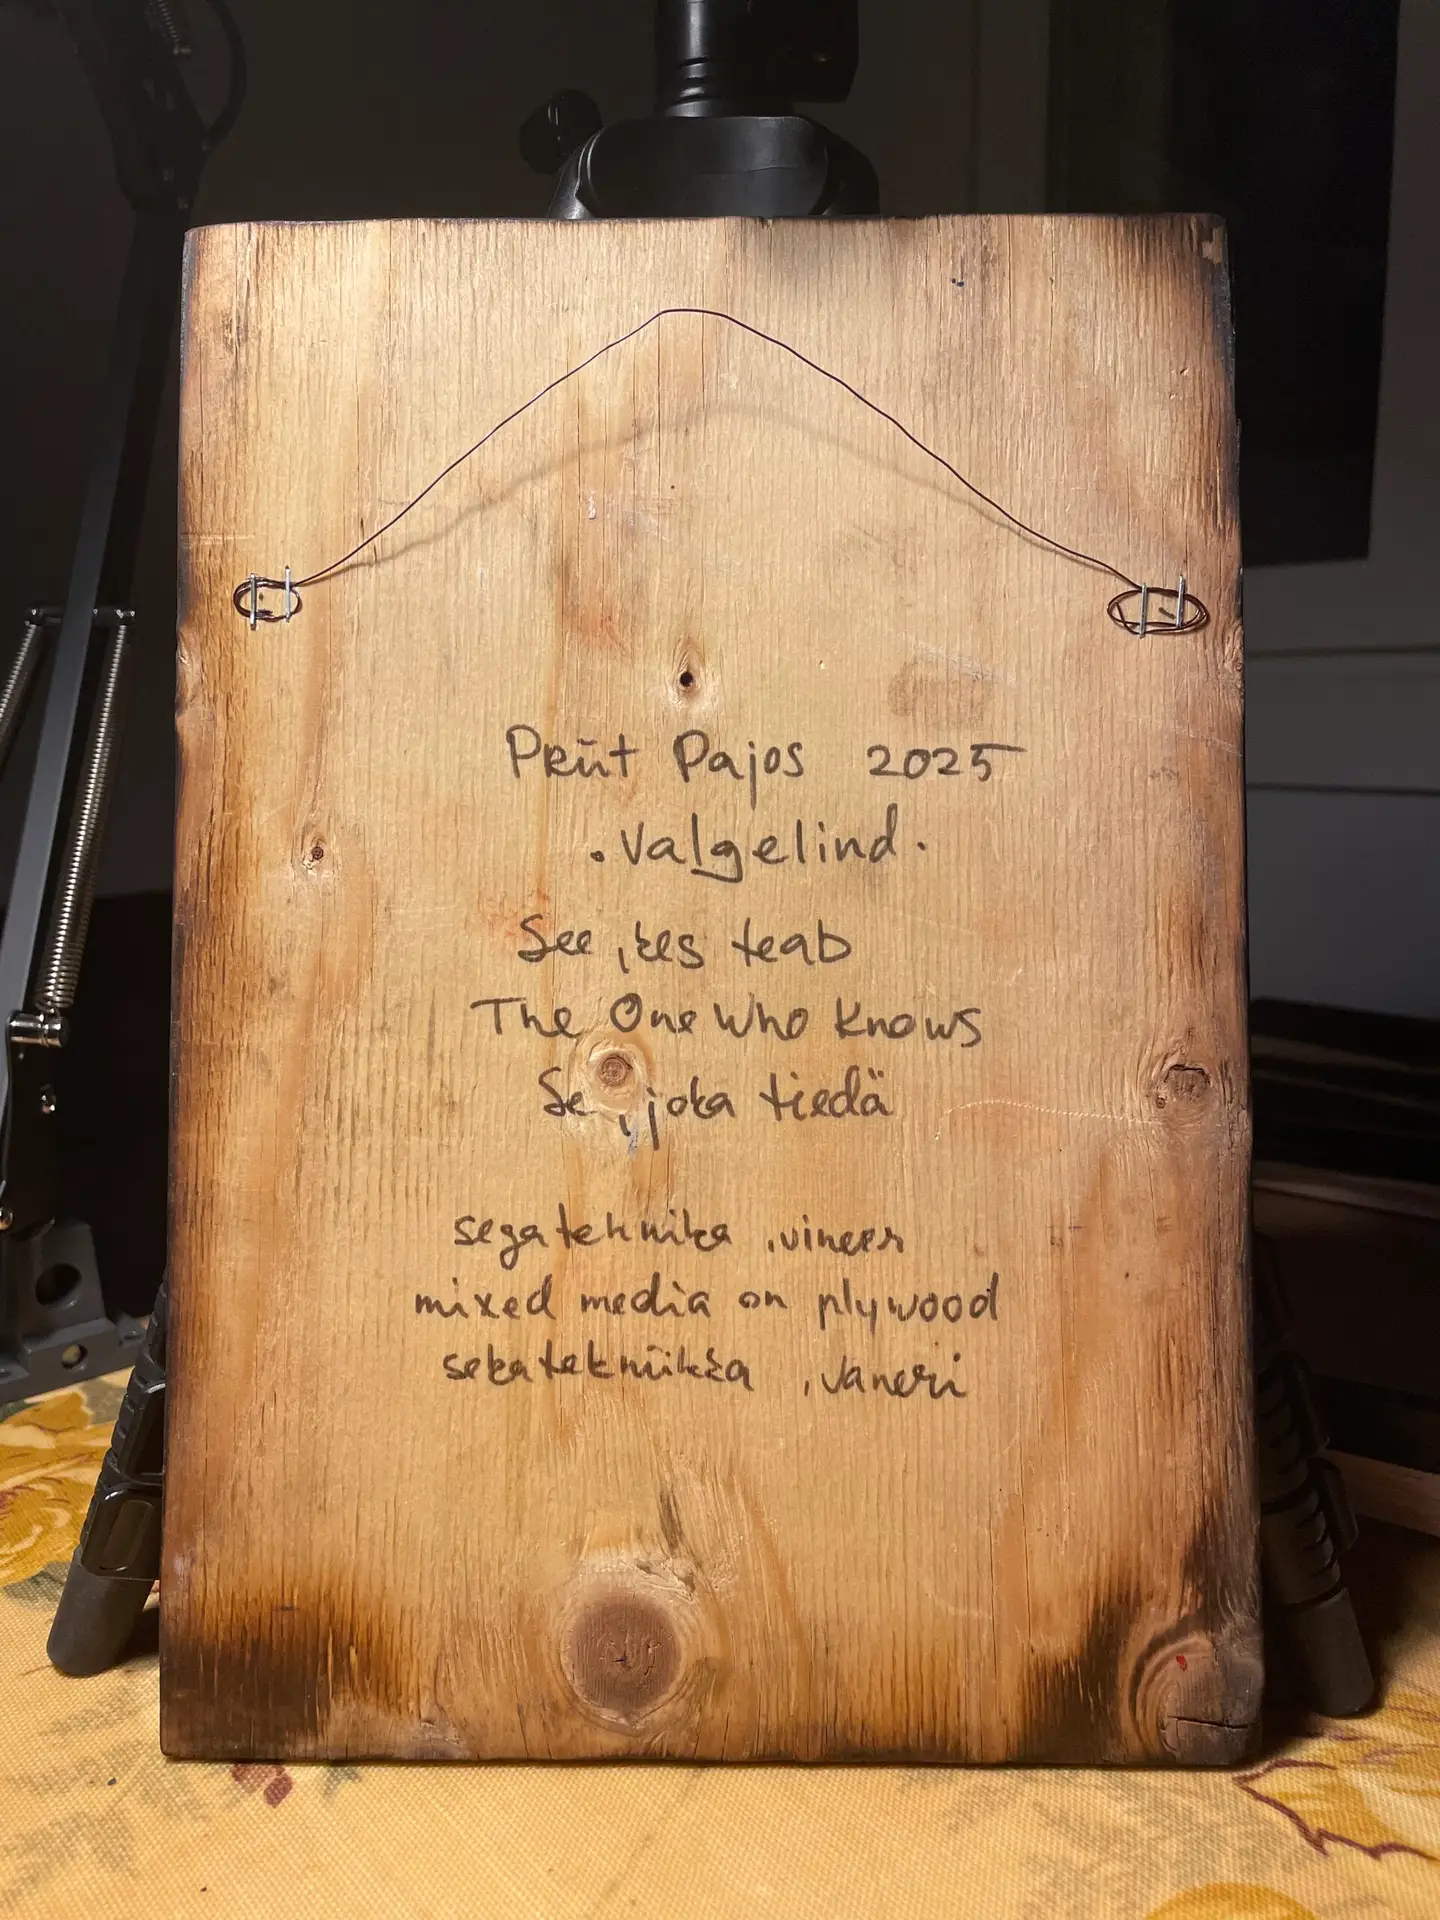 Priit Pajos 2025
.valgelind.
See , kes teab
The One Who Knows
Se , joka tiedä
segatehnika , vineer
mixed media on plywood
sekatekniikka , vaneri